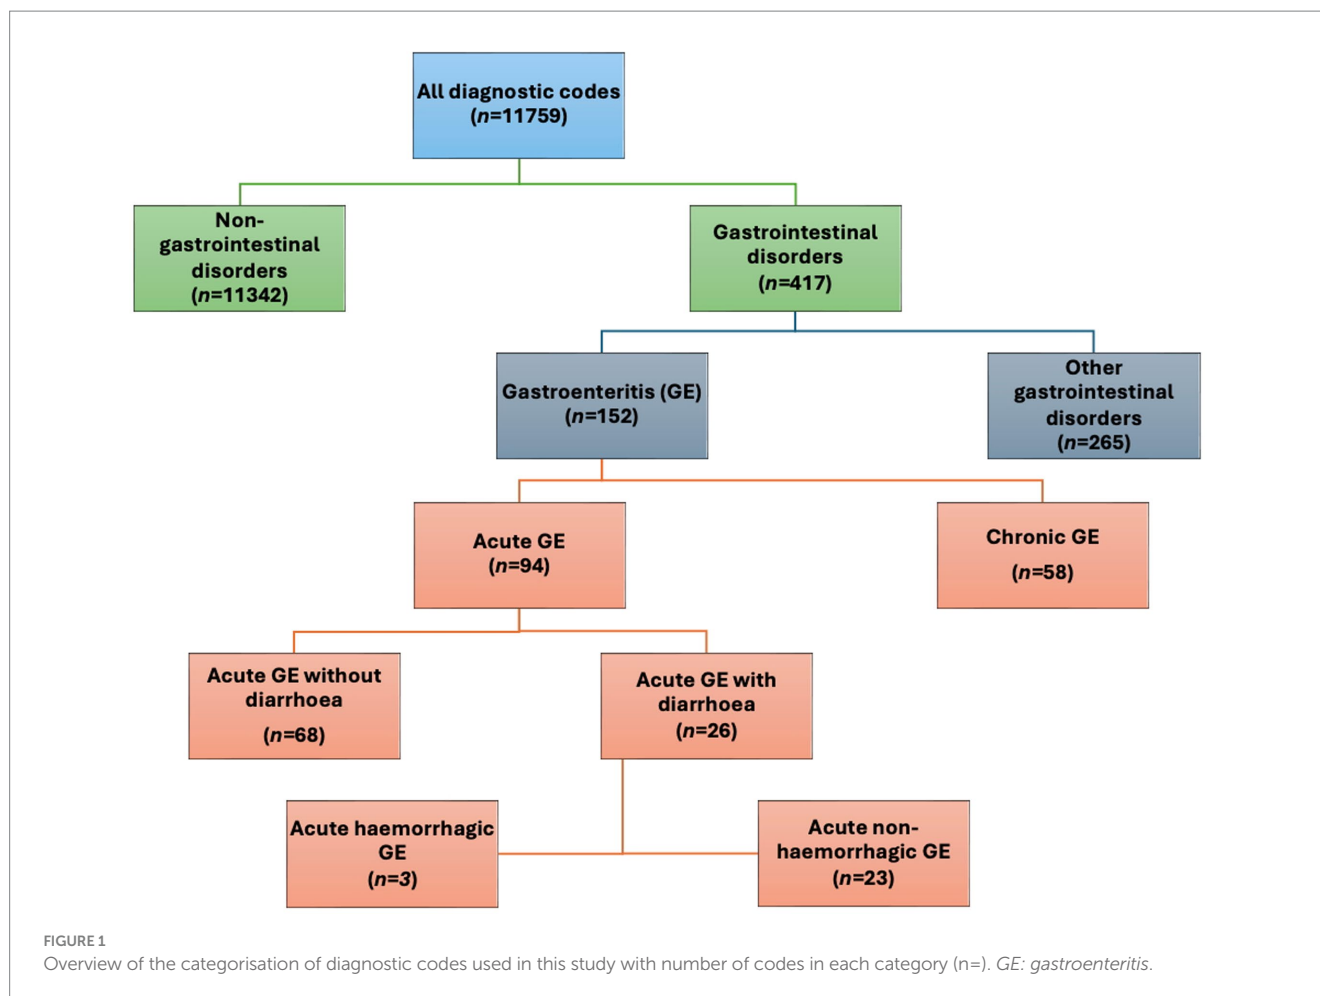 All diagnostic codes
(n=11759)
Non-
gastrointestinal
disorders
(n=11342)
Gastrointestinal
disorders
(n=417)
Gastroenteritis (GE)
(n=152)
Other
gastrointestinal
disorders
(n=265)
Acute GE
(n=94)
Chronic GE
(n=58)
Acute GE without
diarrhoea
(n=68)
Acute GE with
diarrhoea
(n=26)
Acute haemorrhagic
GE
(n=3)
Acute non-
haemorrhagic GE
(n=23)
FIGURE 1
Overview of the categorisation of diagnostic codes used in this study with number of codes in each category (n=). GE: gastroenteritis.